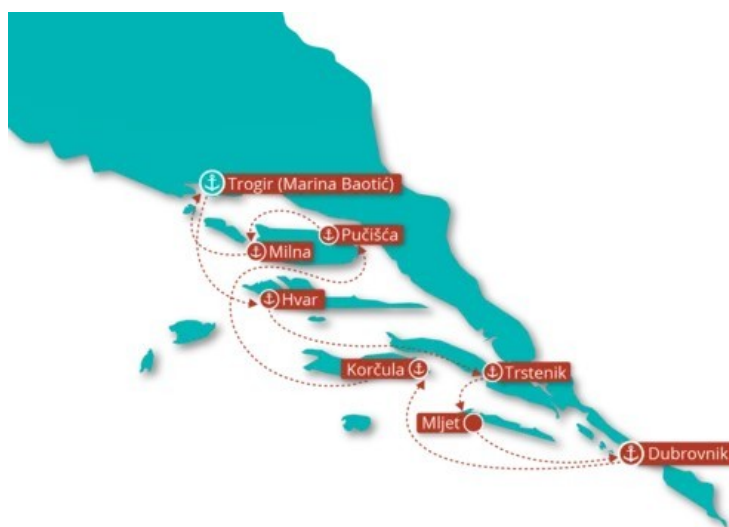 Trogir (Marina Baotić)
Pučišća
Milna
Hvar
Korčula
Trstenik
Mljet
Dubrovnik